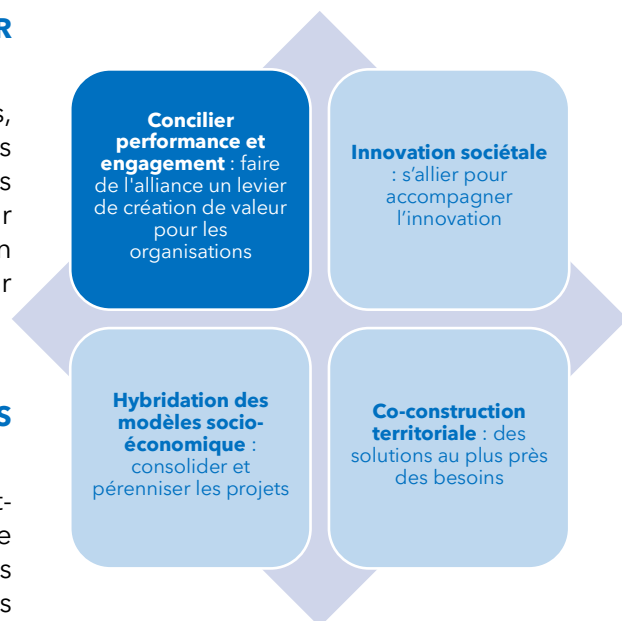 R
s,
s
s
r
n
r
S
t-
e
s
s
Concilier
performance et
engagement : faire
de l'alliance un levier
de création de valeur
pour les
organisations
Innovation sociétale
: s’allier pour
accompagner
l’innovation
Hybridation des
modèles socio-
économique :
consolider et
pérenniser les projets
Co-construction
territoriale : des
solutions au plus près
des besoins